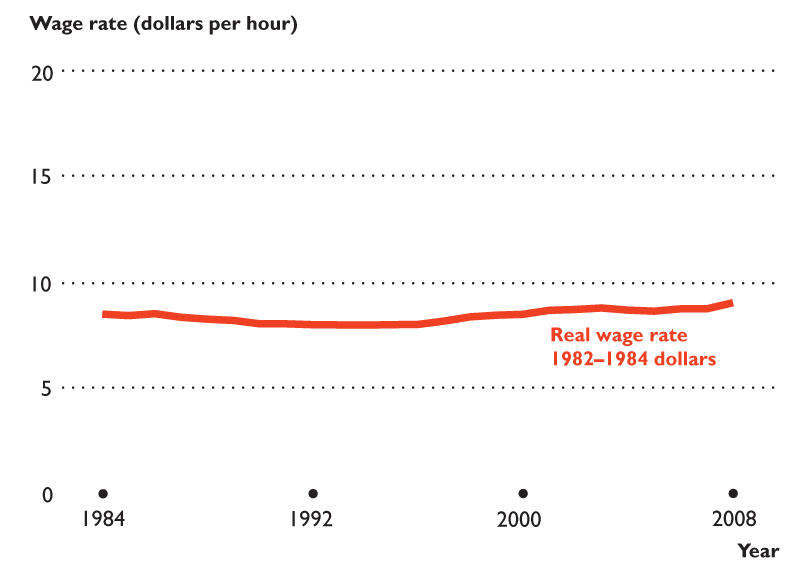 Wage rate (dollars per hour)
20
15
10
Real wage rate
1982–1984 dollars
5
0
1984 1992 2000 2008
Year